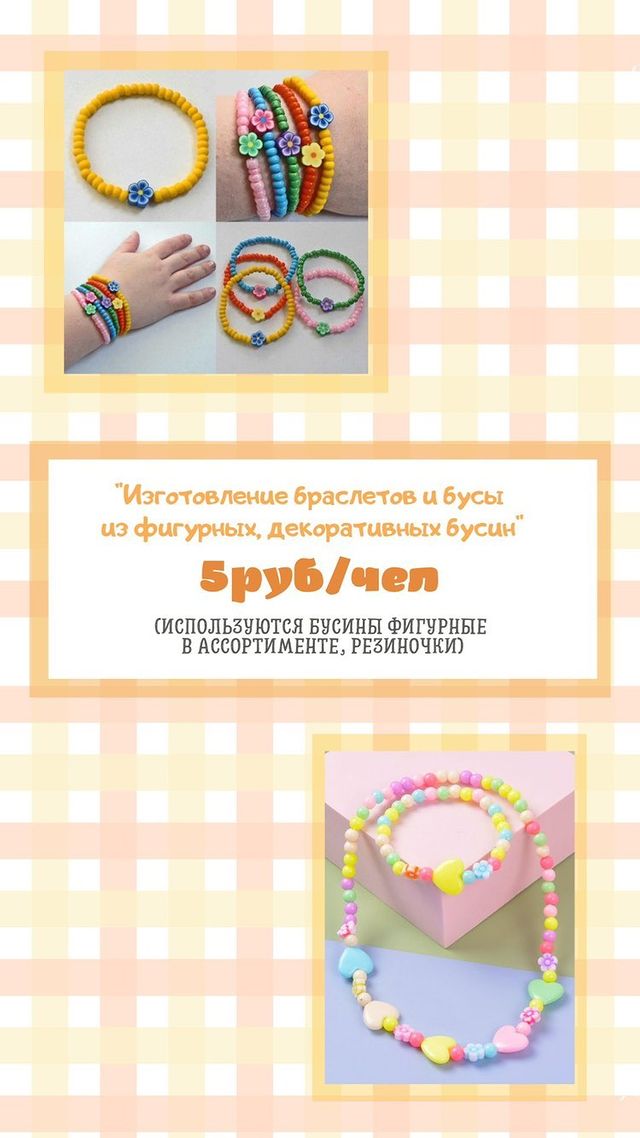 "Изготовление браслетов и бусы
из фигурных, декоративных бусин"
5руб/чел
(ИСПОЛЬЗУЮТСЯ БУСИНЫ ФИГУРНЫЕ
В АССОРТИМЕНТЕ, РЕЗИНОЧКИ)